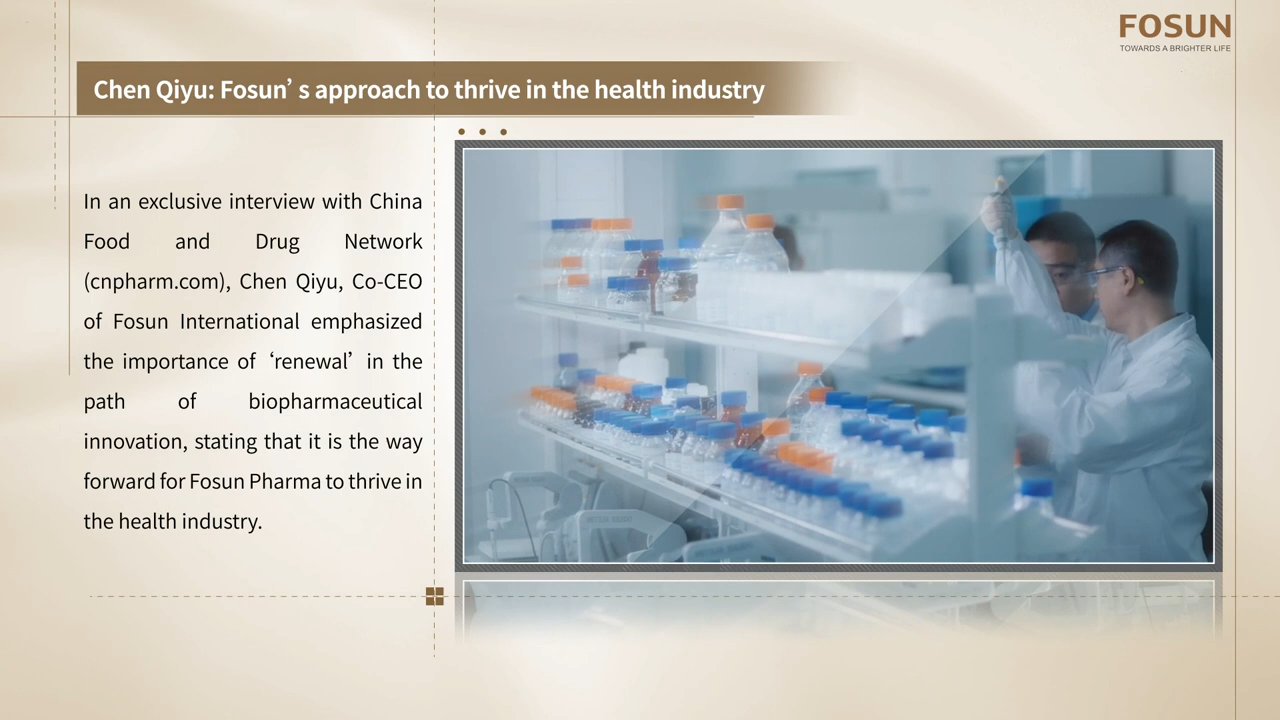 FOSUN
TOWARDS A BRIGHTER LIFE
Chen Qiyu: Fosun’s approach to thrive in the health industry
In an exclusive interview with China
Food and Drug Network
(cnpharm.com), Chen Qiyu, Co-CEO
of Fosun International emphasized
the importance of ‘renewal’ in the
path of biopharmaceutical
innovation, stating that it is the way
forward for Fosun Pharma to thrive in
the health industry.